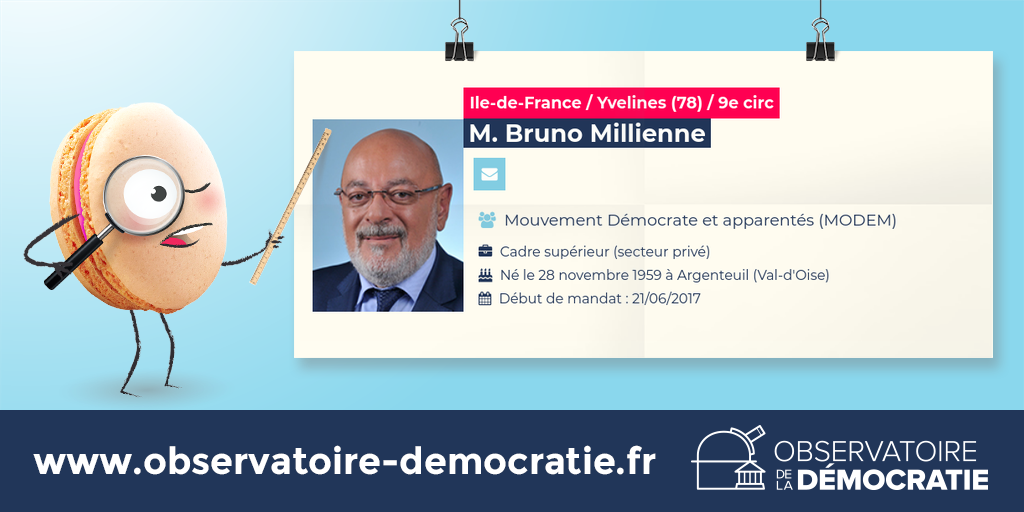 Ile-de-France / Yvelines (78) / 9e circ
M. Bruno Millienne
Mouvement Démocrate et apparentés (MODEM)
Cadre supérieur (secteur privé)
Né le 28 novembre 1959 à Argenteuil (Val-d'Oise)
Début de mandat : 21/06/2017
www.observatoire-democratie.fr
OBSERVATOIRE
DE LA DÉMOCRATIE